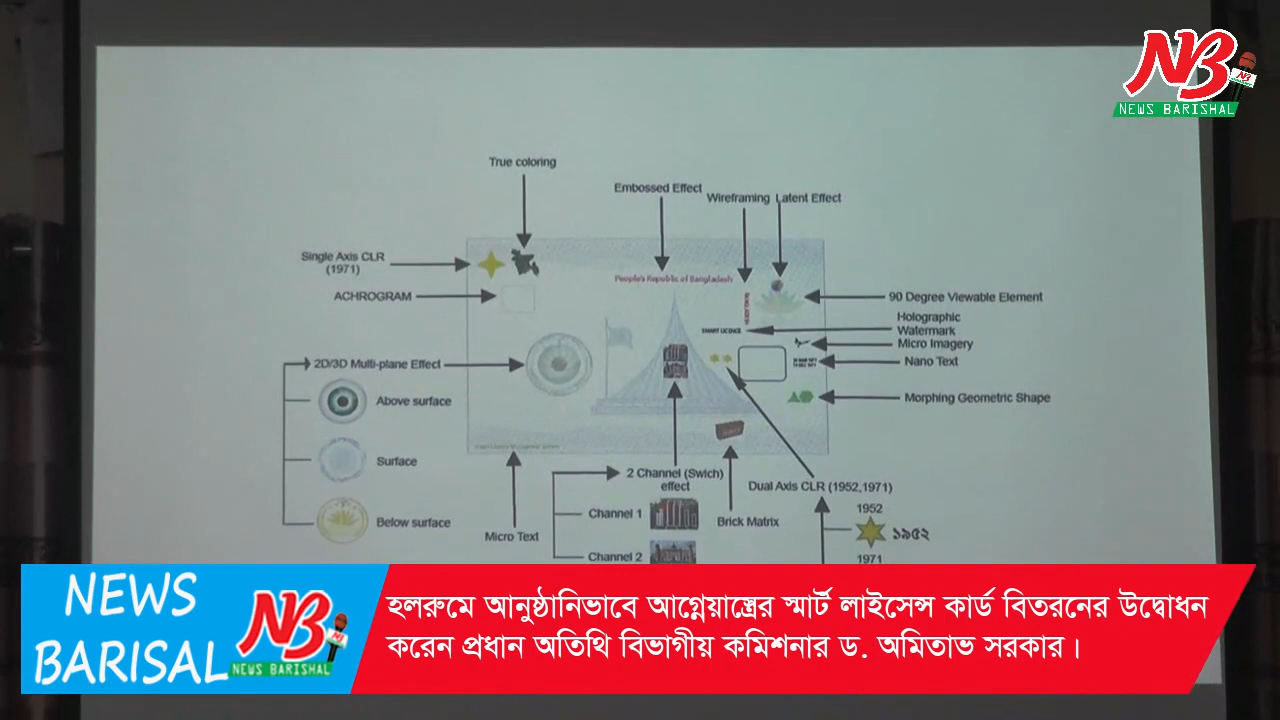 NB
NEWS BARISHAL
True coloring
Embossed Effect
Wireframing
Latent Effect
Single Axis CLR
(1971)
People's Republic of Bangladesh
ACHROGRAM
90 Degree Viewable Element
Holographic
Watermark
SMART LICENCE
Micro Imagery
2D/3D Multi-plane Effect
Nano Text
Above surface
Morphing Geometric Shape
Surface
2 Channel (Swich)
effect
Dual Axis CLR (1952,1971)
Channel 1
Brick Matrix
1952
Below surface
১৯৫২
Micro Text
Channel 2
1971
NEWS
BARISAL
NB
NEWS BARISHAL
হলরুমে আনুষ্ঠানিভাবে আগ্নেয়াস্ত্রের স্মার্ট লাইসেন্স কার্ড বিতরনের উদ্বোধন
করেন প্রধান অতিথি বিভাগীয় কমিশনার ড. অমিতাভ সরকার।